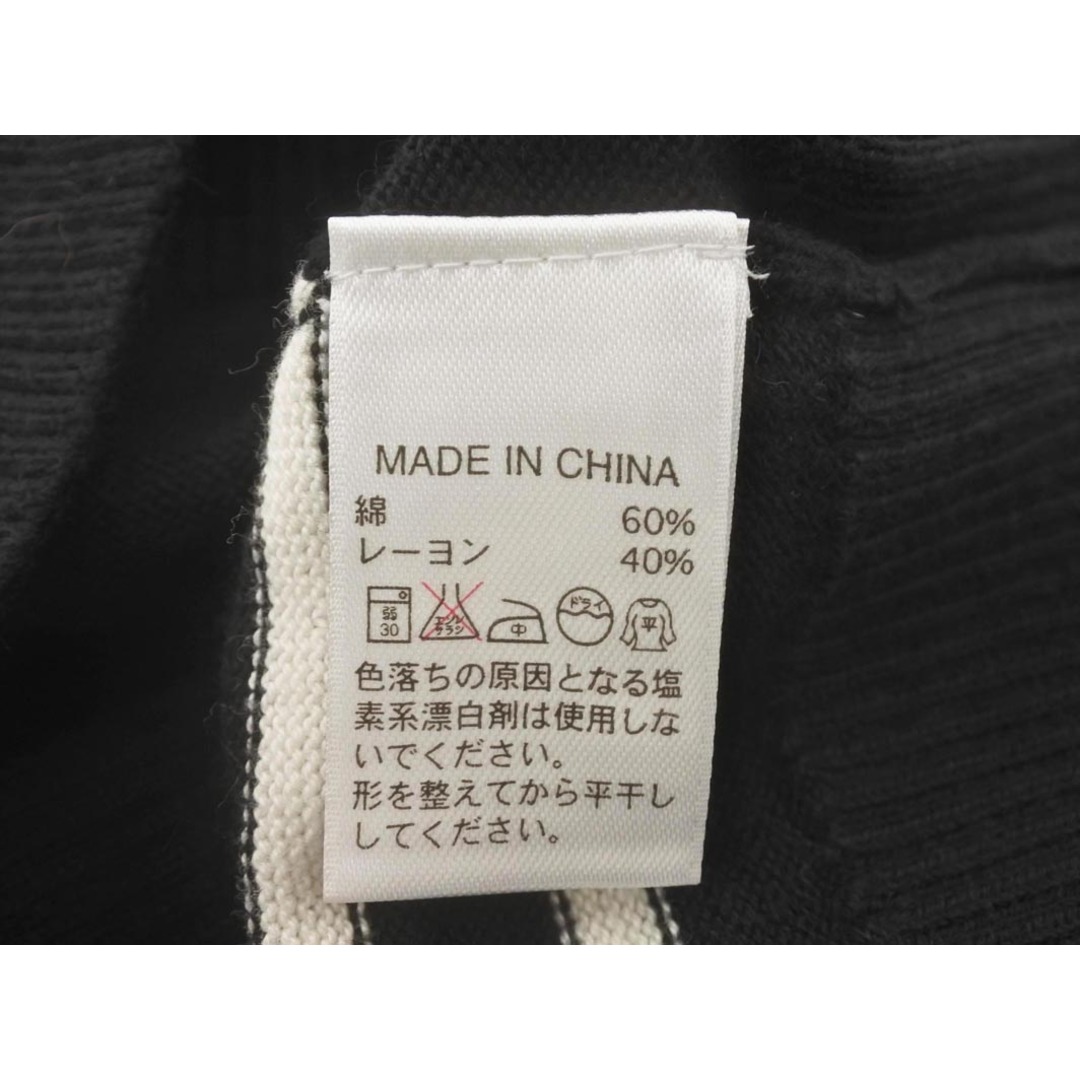 MADE IN CHINA
綿 60%
レーヨン 40%
弱 30 エンソ サラシ 中 ドライ 平
色落ちの原因となる塩
素系漂白剤は使用しな
いでください。
形を整えてから平干し
してください。